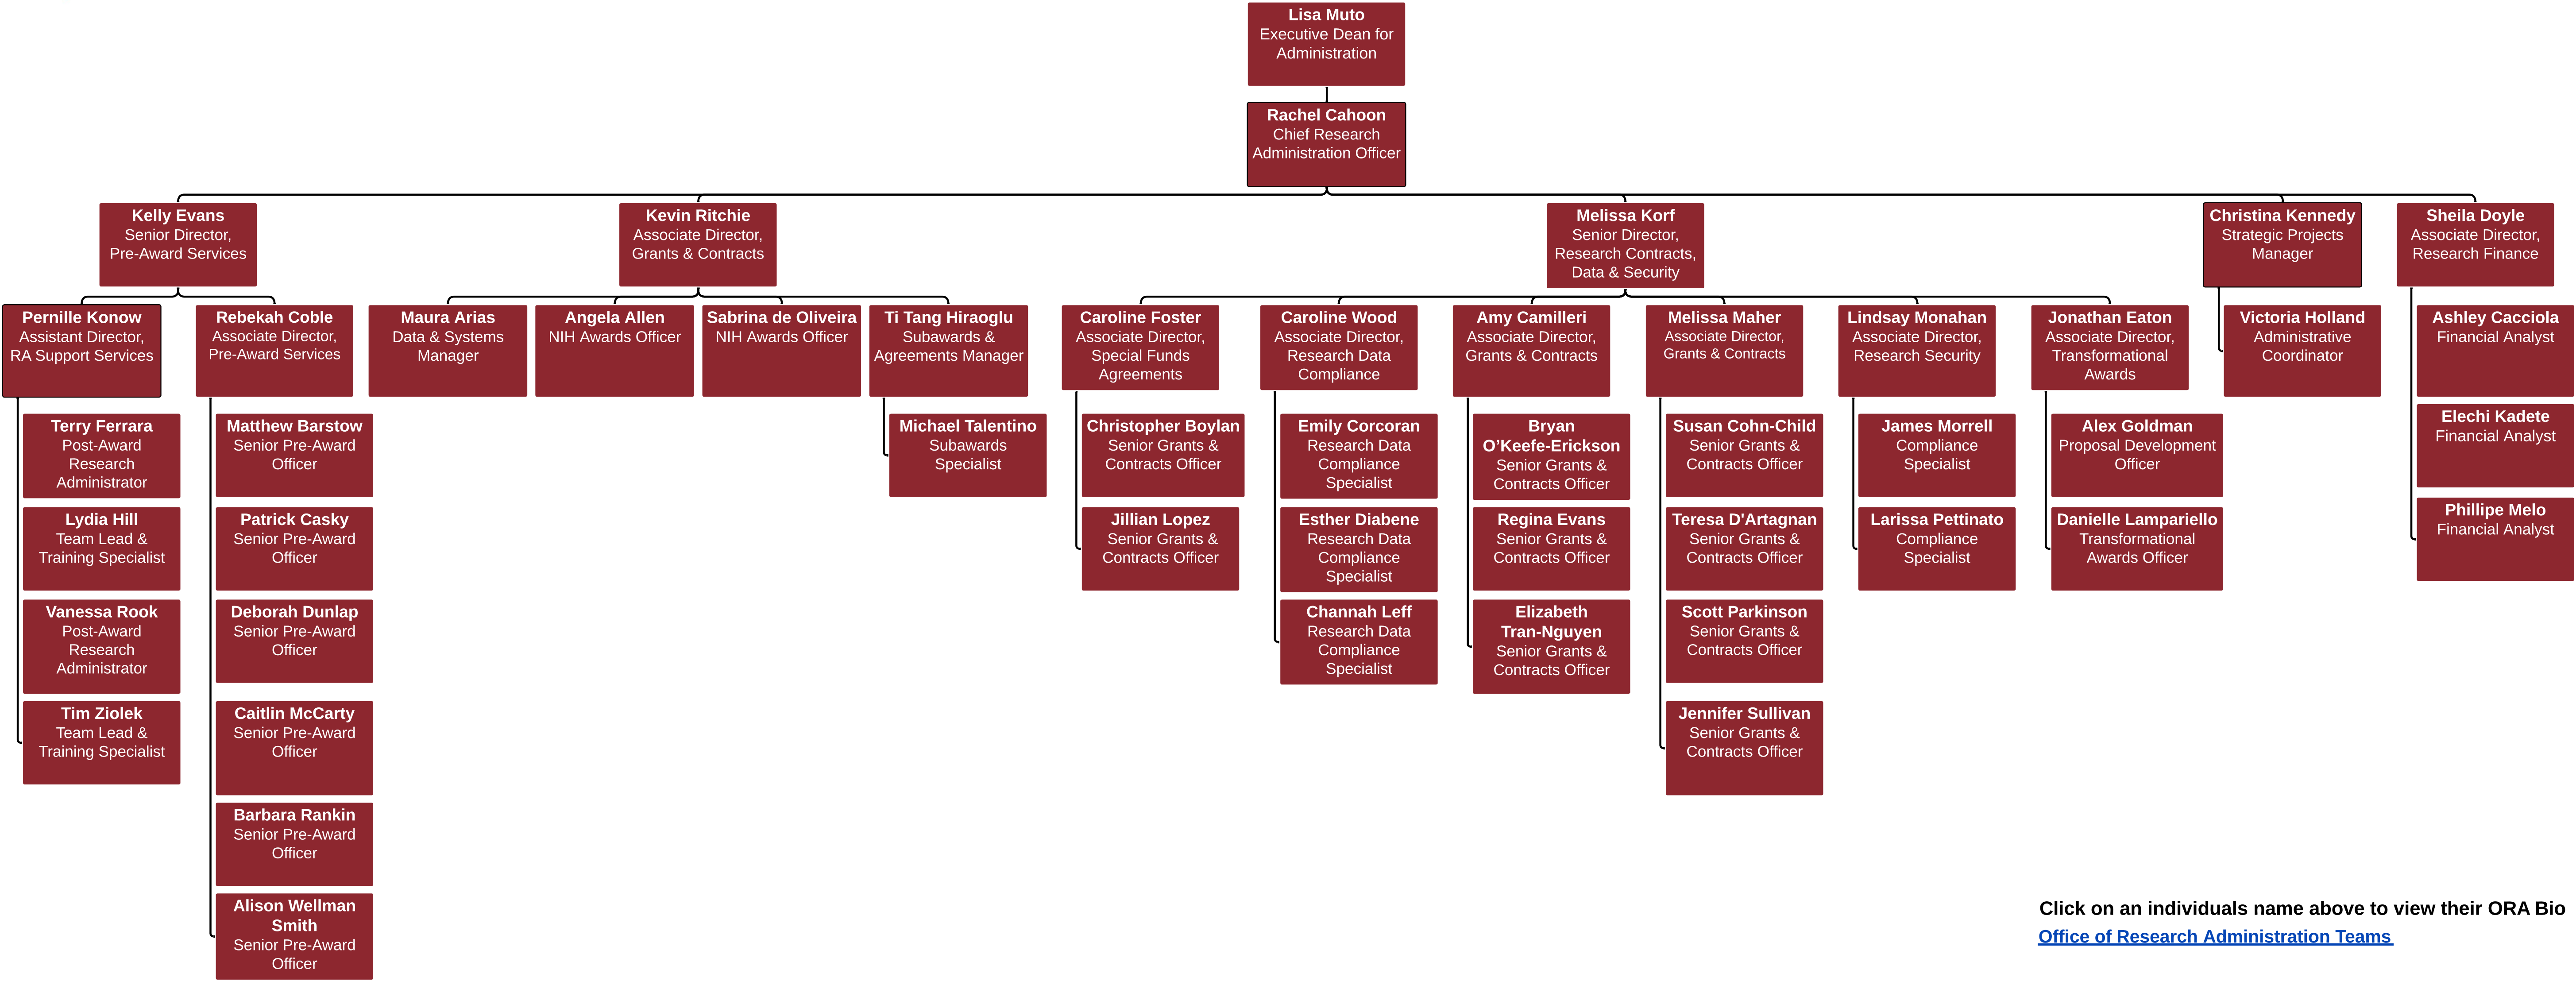 Lisa Muto
Executive Dean for
Administration
Rachel Cahoon
Chief Research
Administration Officer
Kelly Evans
Senior Director,
Pre-Award Services
Kevin Ritchie
Associate Director,
Grants & Contracts
Melissa Korf
Senior Director,
Research Contracts,
Data & Security
Christina Kennedy
Strategic Projects
Manager
Sheila Doyle
Associate Director,
Research Finance
Pernille Konow
Assistant Director,
RA Support Services
Rebekah Coble
Associate Director,
Pre-Award Services
Maura Arias
Data & Systems
Manager
Angela Allen
NIH Awards Officer
Sabrina de Oliveira
NIH Awards Officer
Ti Tang Hiraoglu
Subawards &
Agreements Manager
Caroline Foster
Associate Director,
Special Funds
Agreements
Caroline Wood
Associate Director,
Research Data
Compliance
Amy Camilleri
Associate Director,
Grants & Contracts
Melissa Maher
Associate Director,
Grants & Contracts
Lindsay Monahan
Associate Director,
Research Security
Jonathan Eaton
Associate Director,
Transformational
Awards
Victoria Holland
Administrative
Coordinator
Ashley Cacciola
Financial Analyst
Terry Ferrara
Post-Award
Research
Administrator
Lydia Hill
Team Lead &
Training Specialist
Vanessa Rook
Post-Award
Research
Administrator
Tim Ziolek
Team Lead &
Training Specialist
Matthew Barstow
Senior Pre-Award
Officer
Patrick Casky
Senior Pre-Award
Officer
Deborah Dunlap
Senior Pre-Award
Officer
Caitlin McCarty
Senior Pre-Award
Officer
Barbara Rankin
Senior Pre-Award
Officer
Alison Wellman
Smith
Senior Pre-Award
Officer
Michael Talentino
Subawards
Specialist
Christopher Boylan
Senior Grants &
Contracts Officer
Jillian Lopez
Senior Grants &
Contracts Officer
Emily Corcoran
Research Data
Compliance
Specialist
Esther Diabene
Research Data
Compliance
Specialist
Channah Leff
Research Data
Compliance
Specialist
Bryan
O’Keefe-Erickson
Senior Grants &
Contracts Officer
Regina Evans
Senior Grants &
Contracts Officer
Elizabeth
Tran-Nguyen
Senior Grants &
Contracts Officer
Susan Cohn-Child
Senior Grants &
Contracts Officer
Teresa D'Artagnan
Senior Grants &
Contracts Officer
Scott Parkinson
Senior Grants &
Contracts Officer
Jennifer Sullivan
Senior Grants &
Contracts Officer
James Morrell
Compliance
Specialist
Larissa Pettinato
Compliance
Specialist
Alex Goldman
Proposal Development
Officer
Danielle Lampariello
Transformational
Awards Officer
Elechi Kadete
Financial Analyst
Phillipe Melo
Financial Analyst
Click on an individuals name above to view their ORA Bio
Office of Research Administration Teams